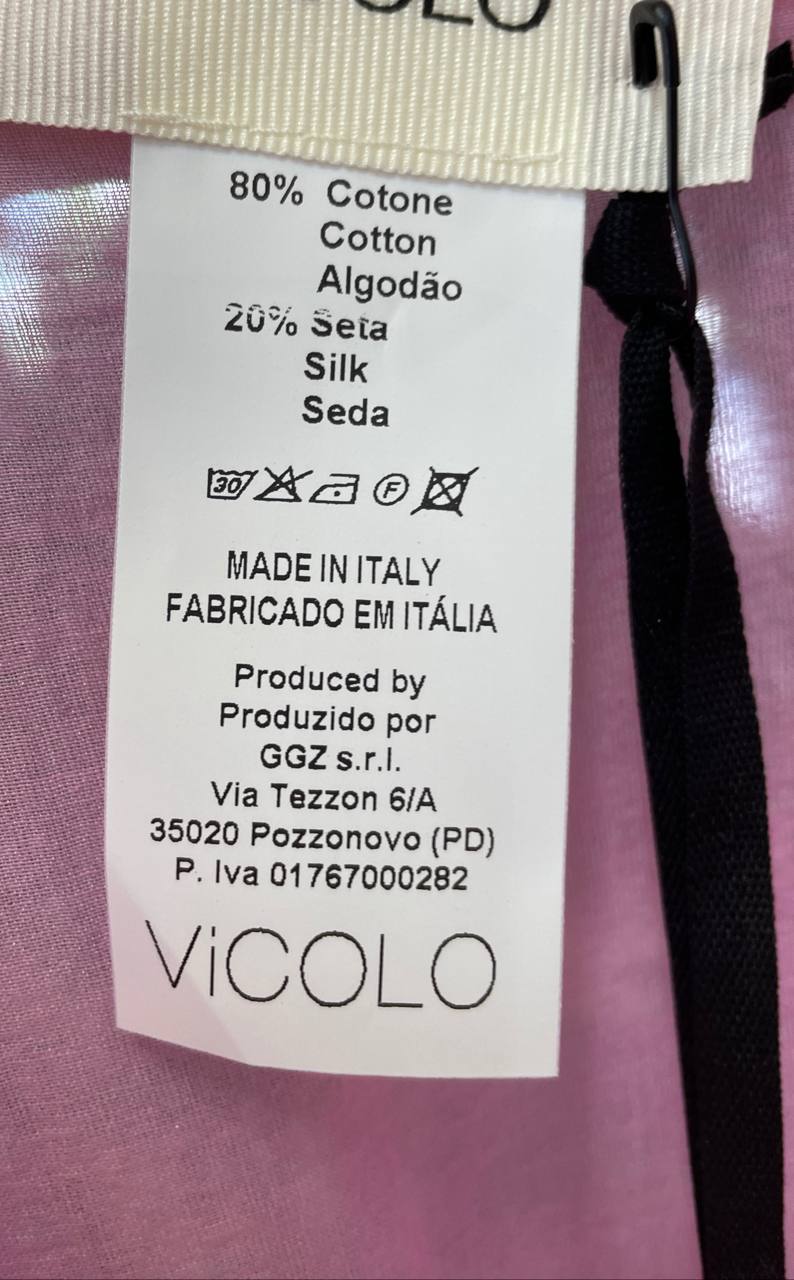 80% Cotone
Cotton
Algodão
20% Seta
Silk
Seda
30 F
MADE IN ITALY
FABRICADO EM ITÁLIA
Produced by
Produzido por
GGZ s.r.l.
Via Tezzon 6/A
35020 Pozzonovo (PD)
P. Iva 01767000282
ViCOLO